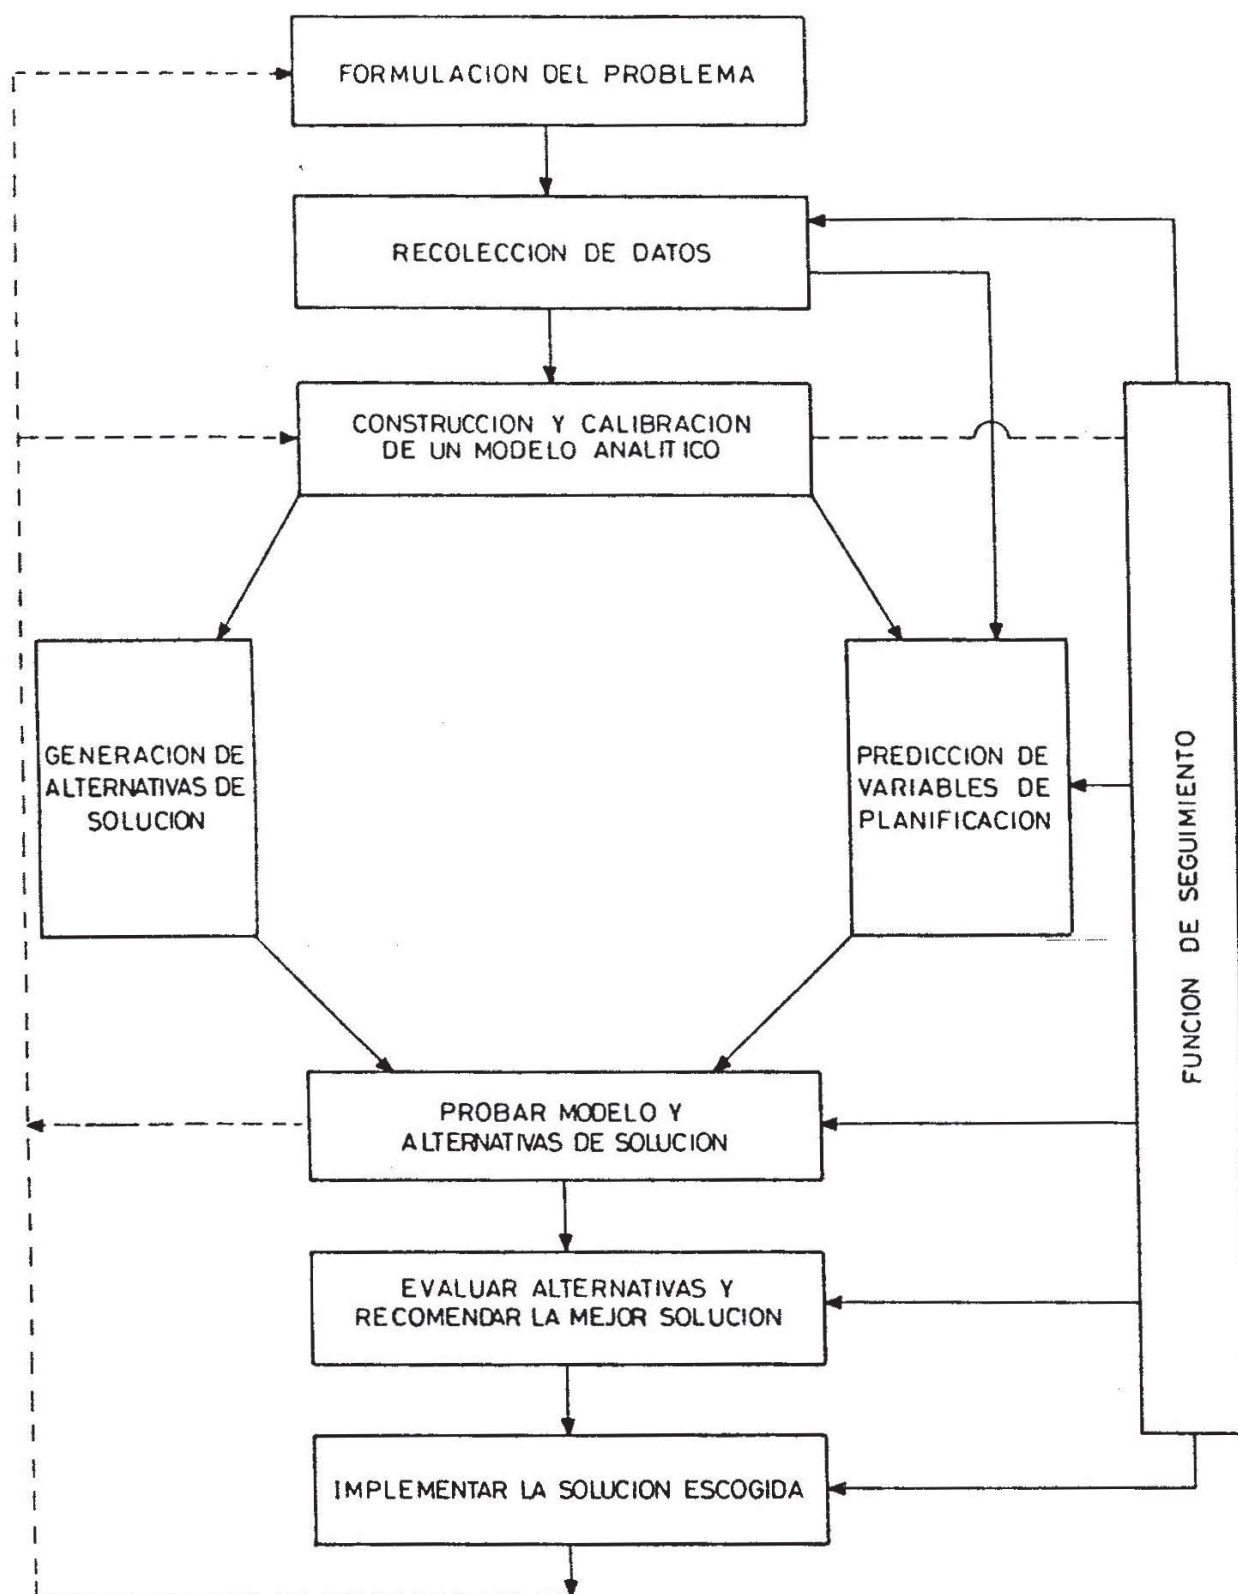 FORMULACION DEL PROBLEMA
RECOLECCION DE DATOS
CONSTRUCCION Y CALIBRACION
DE UN MODELO ANALITICO
GENERACION DE
ALTERNATIVAS DE
SOLUCION
PREDICCION DE
VARIABLES DE
PLANIFICACION
FUNCION DE SEGUIMIENTO
PROBAR MODELO Y
ALTERNATIVAS DE SOLUCION
EVALUAR ALTERNATIVAS Y
RECOMENDAR LA MEJOR SOLUCION
IMPLEMENTAR LA SOLUCION ESCOGIDA